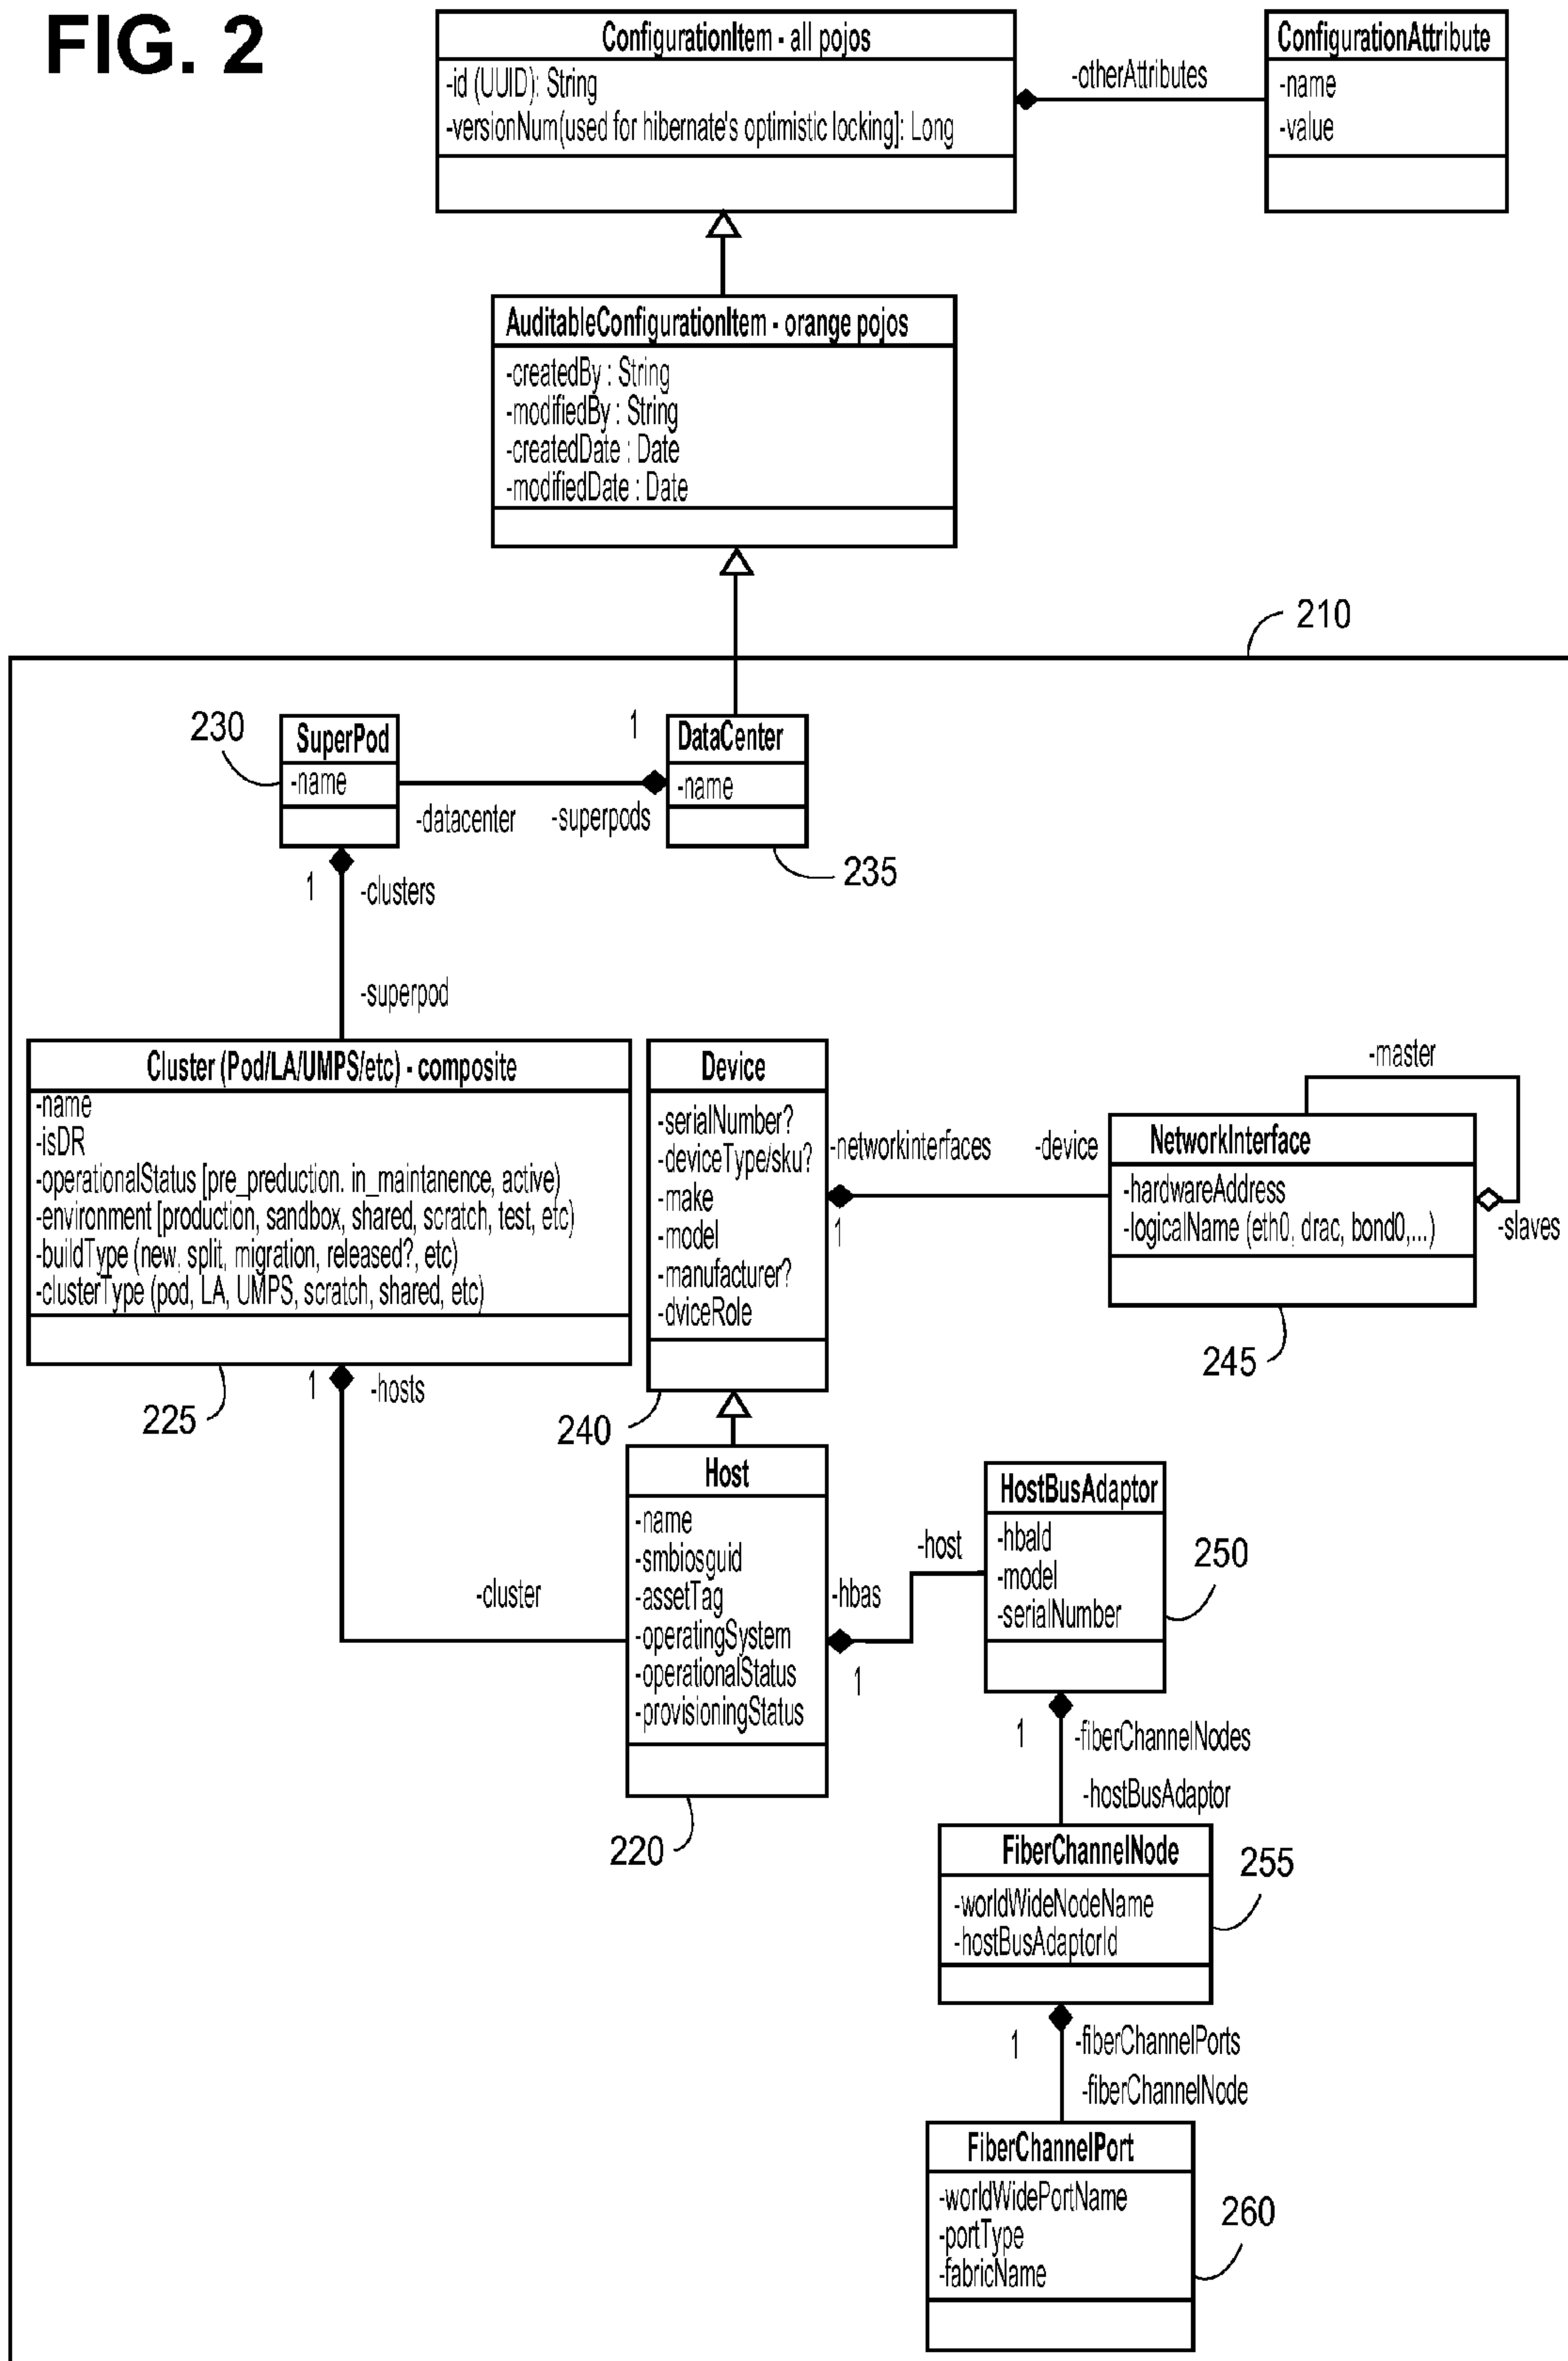 FIG. 2
ConfigurationItem - all pojos
-id (UUID): String
-versionNum(used for hibernate's optimistic locking]: Long
-otherAttributes
ConfigurationAttribute
-name
-value
AuditableConfigurationItem - orange pojos
-createdBy : String
-modifiedBy : String
-createdDate : Date
-modifiedDate : Date
210
230
SuperPod
-name
1
DataCenter
-name
-datacenter
-superpods
235
1
-clusters
-superpod
Cluster (Pod/LA/UMPS/etc) - composite
-name
-isDR
-operationalStatus [pre_preduction. in_maintanence, active)
-environment [production, sandbox, shared, scratch, test, etc)
-buildType (new, split, migration, released?, etc)
-clusterType (pod, LA, UMPS, scratch, shared, etc)
225
1
-hosts
-cluster
Device
-serialNumber?
-deviceType/sku?
-make
-model
-manufacturer?
-dviceRole
240
-networkinterfaces
-device
1
-master
NetworkInterface
-hardwareAddress
-logicalName (eth0, drac, bond0,...)
-slaves
245
Host
-name
-smbiosguid
-assetTag
-operatingSystem
-operationalStatus
-provisioningStatus
220
-hbas
-host
1
HostBusAdaptor
-hbaId
-model
-serialNumber
250
1
-fiberChannelNodes
-hostBusAdaptor
FiberChannelNode
-worldWideNodeName
-hostBusAdaptorId
255
1
-fiberChannelPorts
-fiberChannelNode
FiberChannelPort
-worldWidePortName
-portType
-fabricName
260